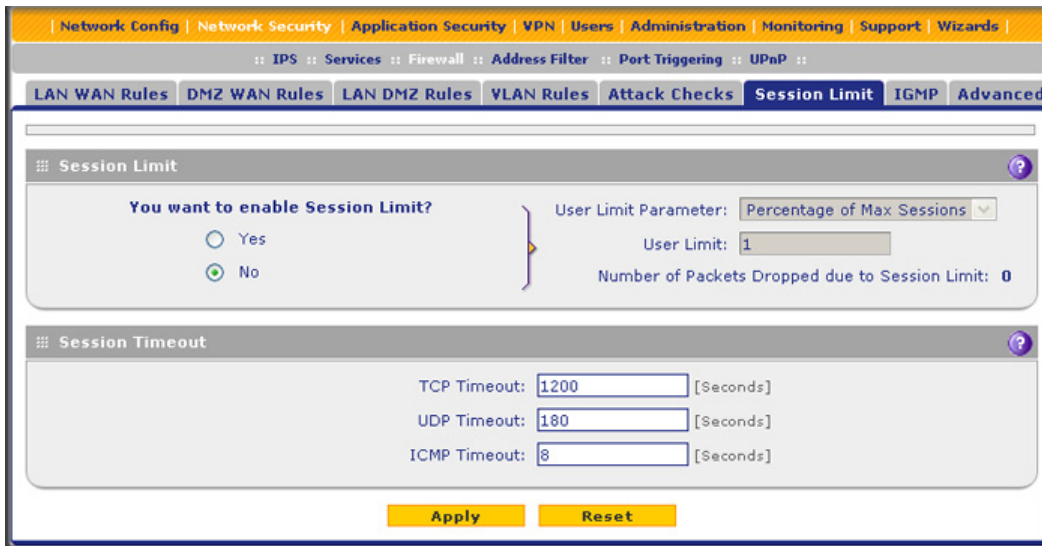 | Network Config | Network Security | Application Security | VPN | Users | Administration | Monitoring | Support | Wizards |
:: IPS :: Services :: Firewall :: Address Filter :: Port Triggering :: UPnP ::
LAN WAN Rules DMZ WAN Rules LAN DMZ Rules VLAN Rules Attack Checks Session Limit IGMP Advanced
Session Limit ?
You want to enable Session Limit?
Yes
No
User Limit Parameter: Percentage of Max Sessions
User Limit: 1
Number of Packets Dropped due to Session Limit: 0
Session Timeout ?
TCP Timeout: 1200 [Seconds]
UDP Timeout: 180 [Seconds]
ICMP Timeout: 8 [Seconds]
Apply Reset